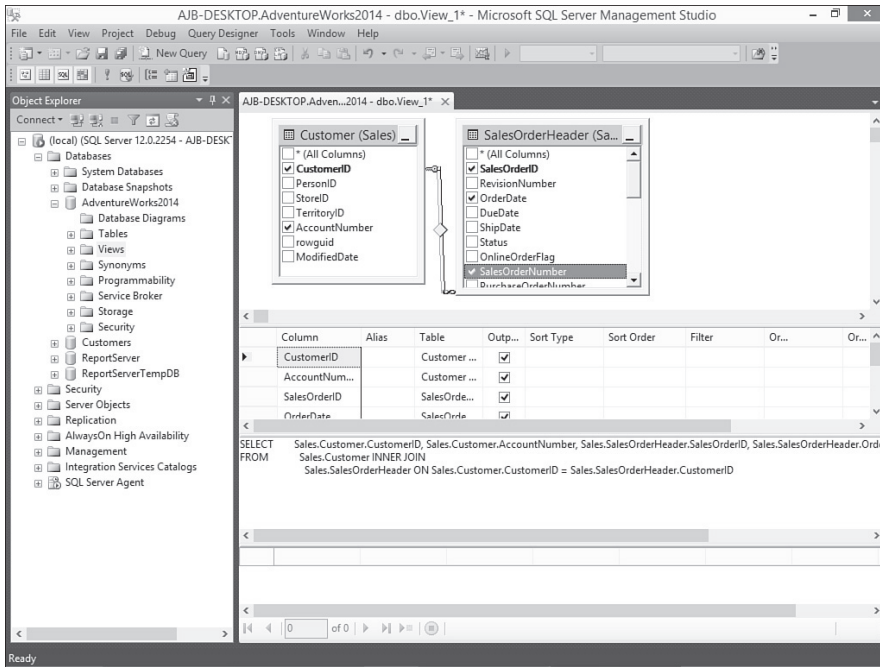 AJB-DESKTOP.AdventureWorks2014 - dbo.View_1* - Microsoft SQL Server Management Studio
File Edit View Project Debug Query Designer Tools Window Help
New Query
Object Explorer
AJB-DESKTOP.Adven...2014 - dbo.View_1*
Connect
(local) (SQL Server 12.0.2254 - AJB-DESK
Databases
System Databases
Database Snapshots
AdventureWorks2014
Database Diagrams
Tables
Views
Synonyms
Programmability
Service Broker
Storage
Security
Customers
ReportServer
ReportServerTempDB
Security
Server Objects
Replication
AlwaysOn High Availability
Management
Integration Services Catalogs
SQL Server Agent
Customer (Sales)
* (All Columns)
CustomerID
PersonID
StoreID
TerritoryID
AccountNumber
rowguid
ModifiedDate
SalesOrderHeader (Sa...
* (All Columns)
SalesOrderID
RevisionNumber
OrderDate
DueDate
ShipDate
Status
OnlineOrderFlag
SalesOrderNumber
PurchaseOrderNumber
Column Alias Table Outp... Sort Type Sort Order Filter Or... Or...
CustomerID Customer ...
AccountNum... Customer ...
SalesOrderID SalesOrde...
OrderDate SalesOrde
SELECT Sales.Customer.CustomerID, Sales.Customer.AccountNumber, Sales.SalesOrderHeader.SalesOrderID, Sales.SalesOrderHeader.Orde
FROM Sales.Customer INNER JOIN
Sales.SalesOrderHeader ON Sales.Customer.CustomerID = Sales.SalesOrderHeader.CustomerID
0 of 0
Ready